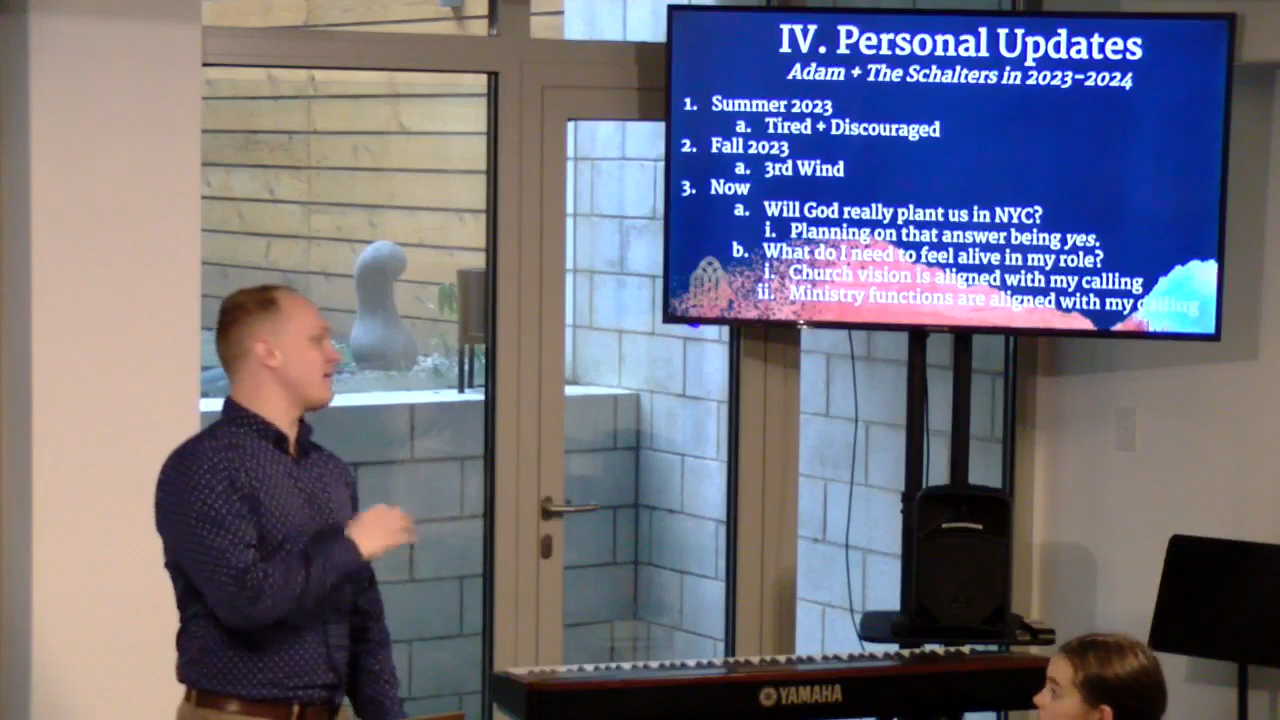 IV. Personal Updates
Adam + The Schalters in 2023-2024
1. Summer 2023
a. Tired + Discouraged
2. Fall 2023
a. 3rd Wind
3. Now
a. Will God really plant us in NYC?
i. Planning on that answer being yes.
b. What do I need to feel alive in my role?
i. Church vision is aligned with my calling
ii. Ministry functions are aligned with my calling
YAMAHA